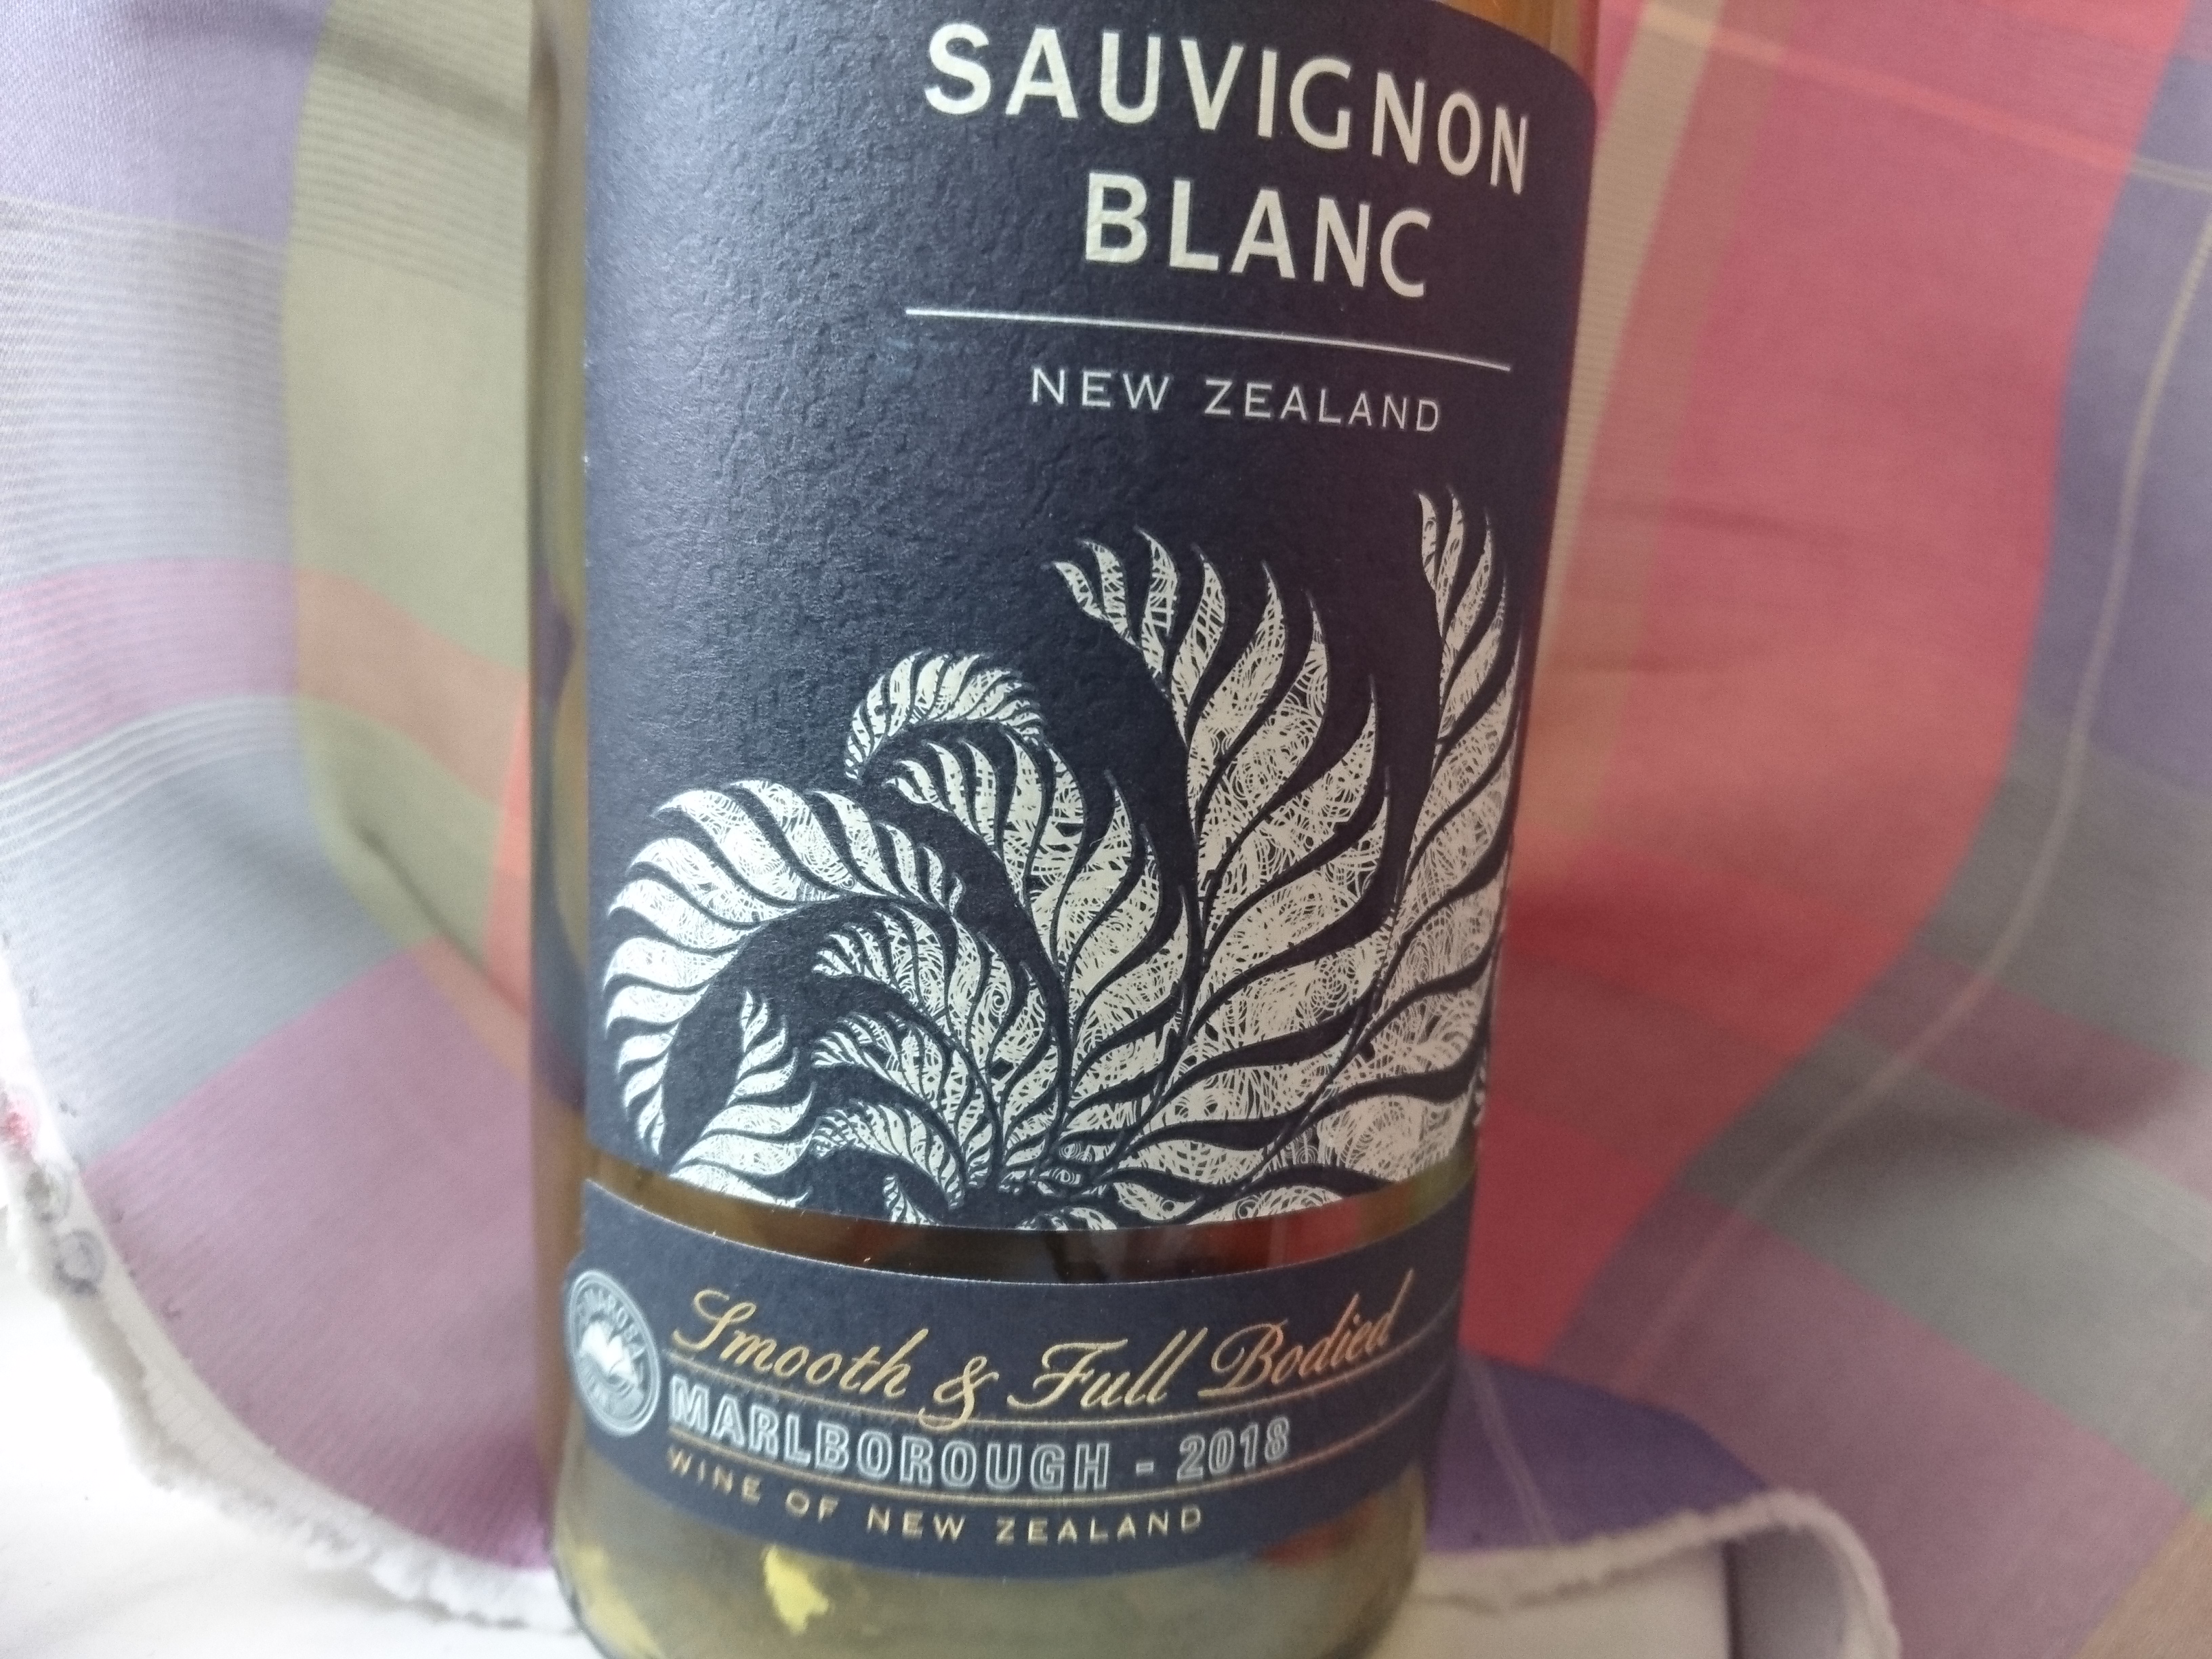 SAUVIGNON
BLANC
NEW ZEALAND
Smooth & Full Bodied
MARLBOROUGH - 2018
WINE OF NEW ZEALAND